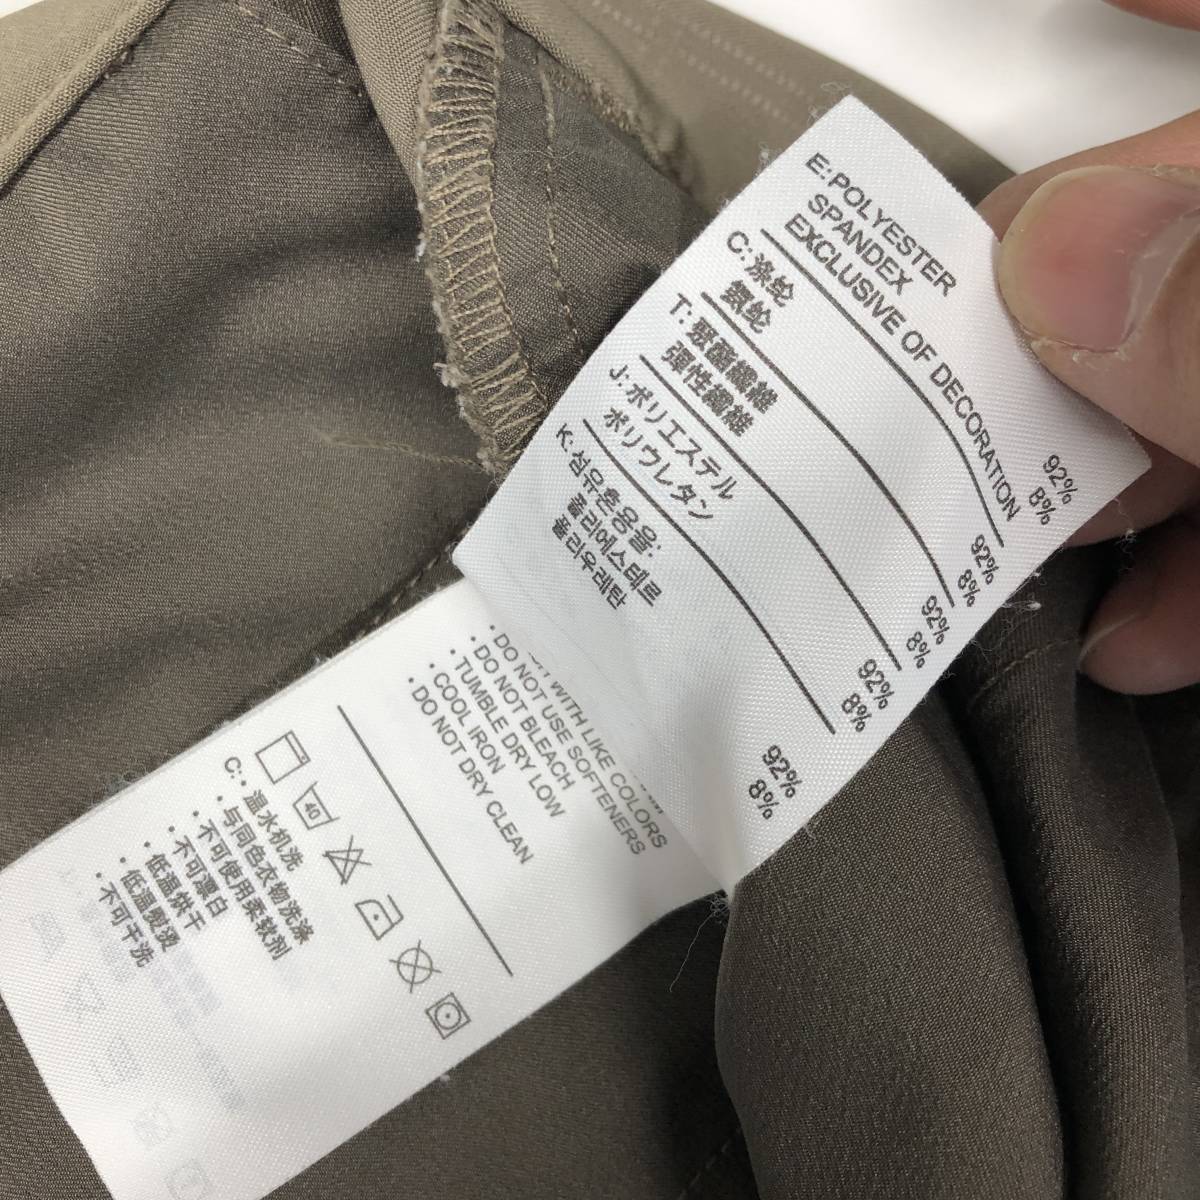 E: POLYESTER 92%
SPANDEX 8%
EXCLUSIVE OF DECORATION
C: 涤纶 92%
氨纶 8%
T: 聚酯纖維 92%
彈性纖維 8%
J: ポリエステル 92%
ポリウレタン 8%
K: 섬유혼용율:
폴리에스테르 92%
폴리우레탄 8%
WITH LIKE COLORS
• DO NOT USE SOFTENERS
• DO NOT BLEACH
• TUMBLE DRY LOW
• COOL IRON
• DO NOT DRY CLEAN
40
C: • 温水机洗
• 与同色衣物洗涤
• 不可使用柔软剂
• 不可漂白
• 低温烘干
• 低温熨烫
• 不可干洗